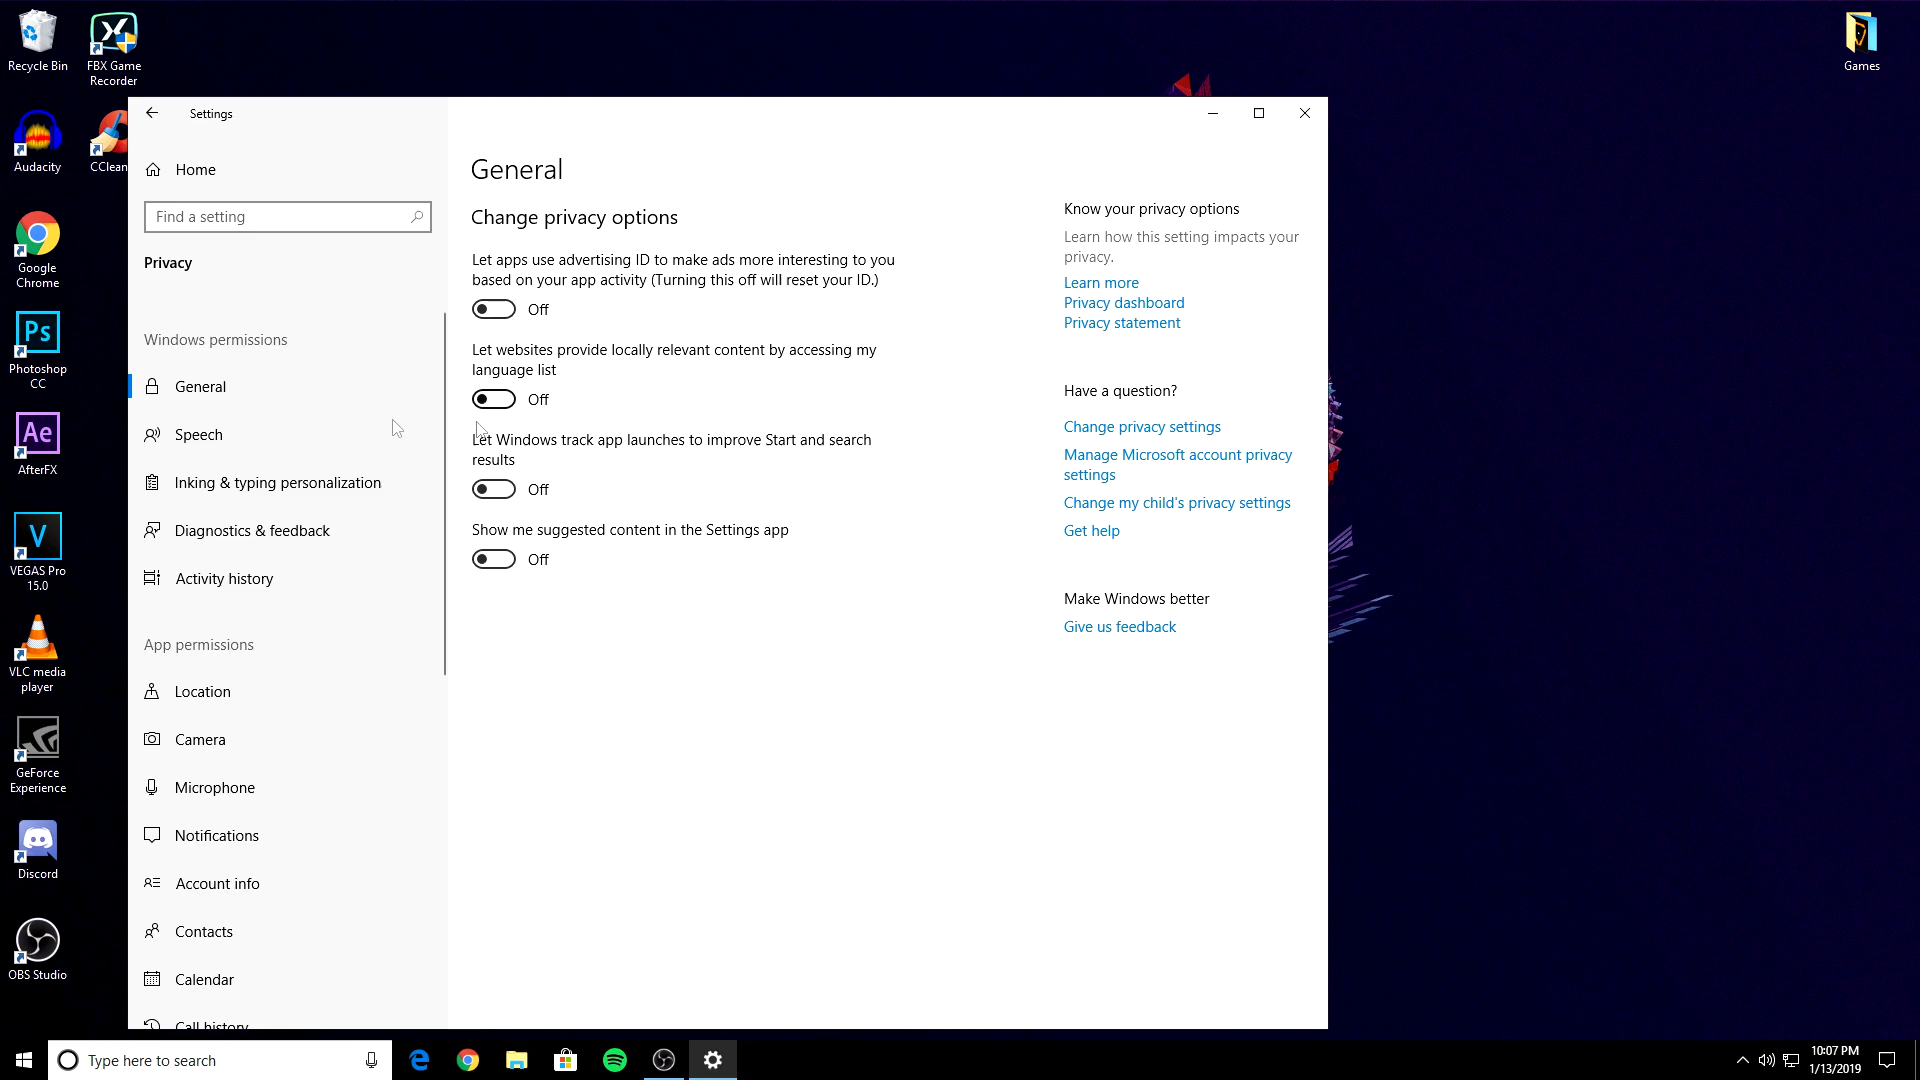 Recycle Bin
FBX Game
Recorder
Games
Audacity
CClean
Google
Chrome
Ps
Photoshop
CC
Ae
AfterFX
V
VEGAS Pro
15.0
VLC media
player
GeForce
Experience
Discord
OBS Studio
Settings
Home
Find a setting
Privacy
Windows permissions
General
Speech
Inking & typing personalization
Diagnostics & feedback
Activity history
App permissions
Location
Camera
Microphone
Notifications
Account info
Contacts
Calendar
Call history
General
Change privacy options
Let apps use advertising ID to make ads more interesting to you
based on your app activity (Turning this off will reset your ID.)
Off
Let websites provide locally relevant content by accessing my
language list
Off
Let Windows track app launches to improve Start and search
results
Off
Show me suggested content in the Settings app
Off
Know your privacy options
Learn how this setting impacts your
privacy.
Learn more
Privacy dashboard
Privacy statement
Have a question?
Change privacy settings
Manage Microsoft account privacy
settings
Change my child's privacy settings
Get help
Make Windows better
Give us feedback
Type here to search
10:07 PM
1/13/2019